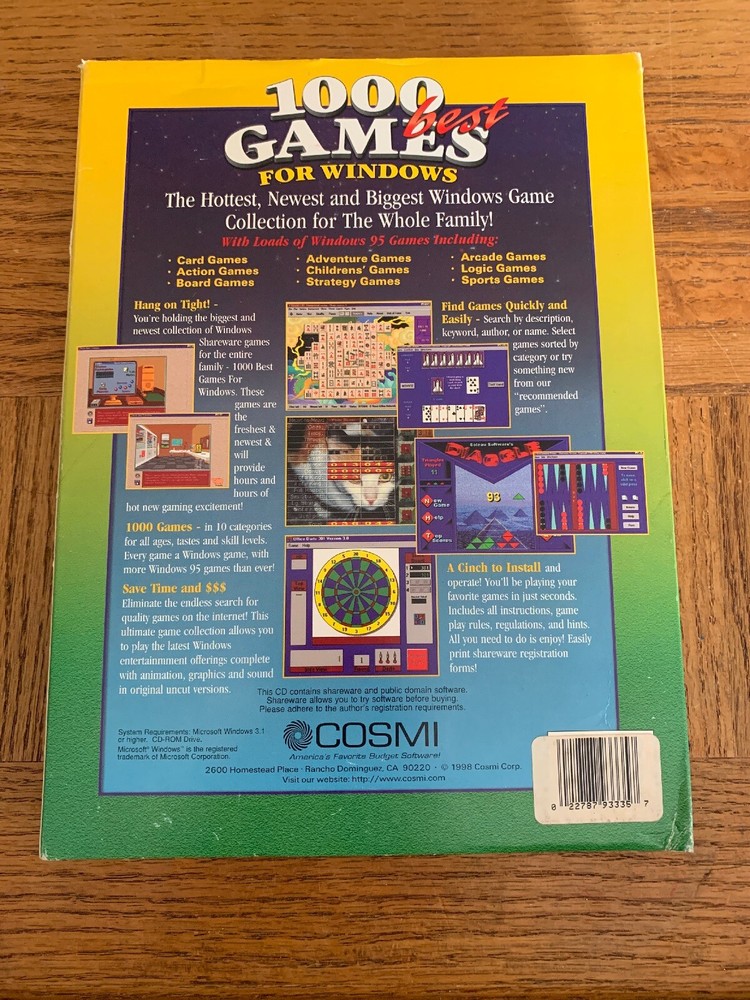 1000
best
GAMES
FOR WINDOWS
The Hottest, Newest and Biggest Windows Game
Collection for The Whole Family!
With Loads of Windows 95 Games Including:
· Card Games
· Action Games
· Board Games
· Adventure Games
· Childrens' Games
· Strategy Games
· Arcade Games
· Logic Games
· Sports Games
Hang on Tight! -
You're holding the biggest and
newest collection of Windows
Shareware games
for the entire
family - 1000 Best
Games For
Windows. These
games are
the
freshest &
newest &
will
provide
hours and
hours of
hot new gaming excitement!
1000 Games - in 10 categories
for all ages, tastes and skill levels.
Every game a Windows game, with
more Windows 95 games than ever!
Save Time and $$$
Eliminate the endless search for
quality games on the internet! This
ultimate game collection allows you
to play the latest Windows
entertainmment offerings complete
with animation, graphics and sound
in original uncut versions.
Find Games Quickly and
Easily - Search by description,
keyword, author, or name. Select
games sorted by
category or try
something new
from our
"recommended
games".
93
New
Game
Help
Top
Scores
A Cinch to Install and
operate! You'll be playing your
favorite games in just seconds.
Includes all instructions, game
play rules, regulations, and hints.
All you need to do is enjoy! Easily
print shareware registration
forms!
This CD contains shareware and public domain software.
Shareware allows you to try software before buying.
Please adhere to the author's registration requirements.
System Requirements: Microsoft Windows 3.1
or higher. CD-ROM Drive.
Microsoft® Windows™ is the registered
trademark of Microsoft Corporation.
COSMI
America's Favorite Budget Software!
2600 Homestead Place · Rancho Dominguez, CA 90220 · © 1998 Cosmi Corp.
Visit our website: http://www.cosmi.com
0 22787 93335 7